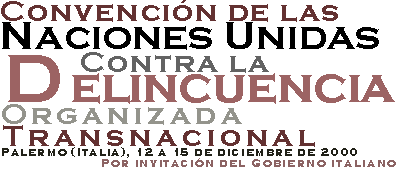 CONVENCIÓN DE LAS
NACIONES UNIDAS
CONTRA LA
DELINCUENCIA
ORGANIZADA
TRANSNACIONAL
PALERMO (ITALIA), 12 A 15 DE DICIEMBRE DE 2000
POR INVITACIÓN DEL GOBIERNO ITALIANO